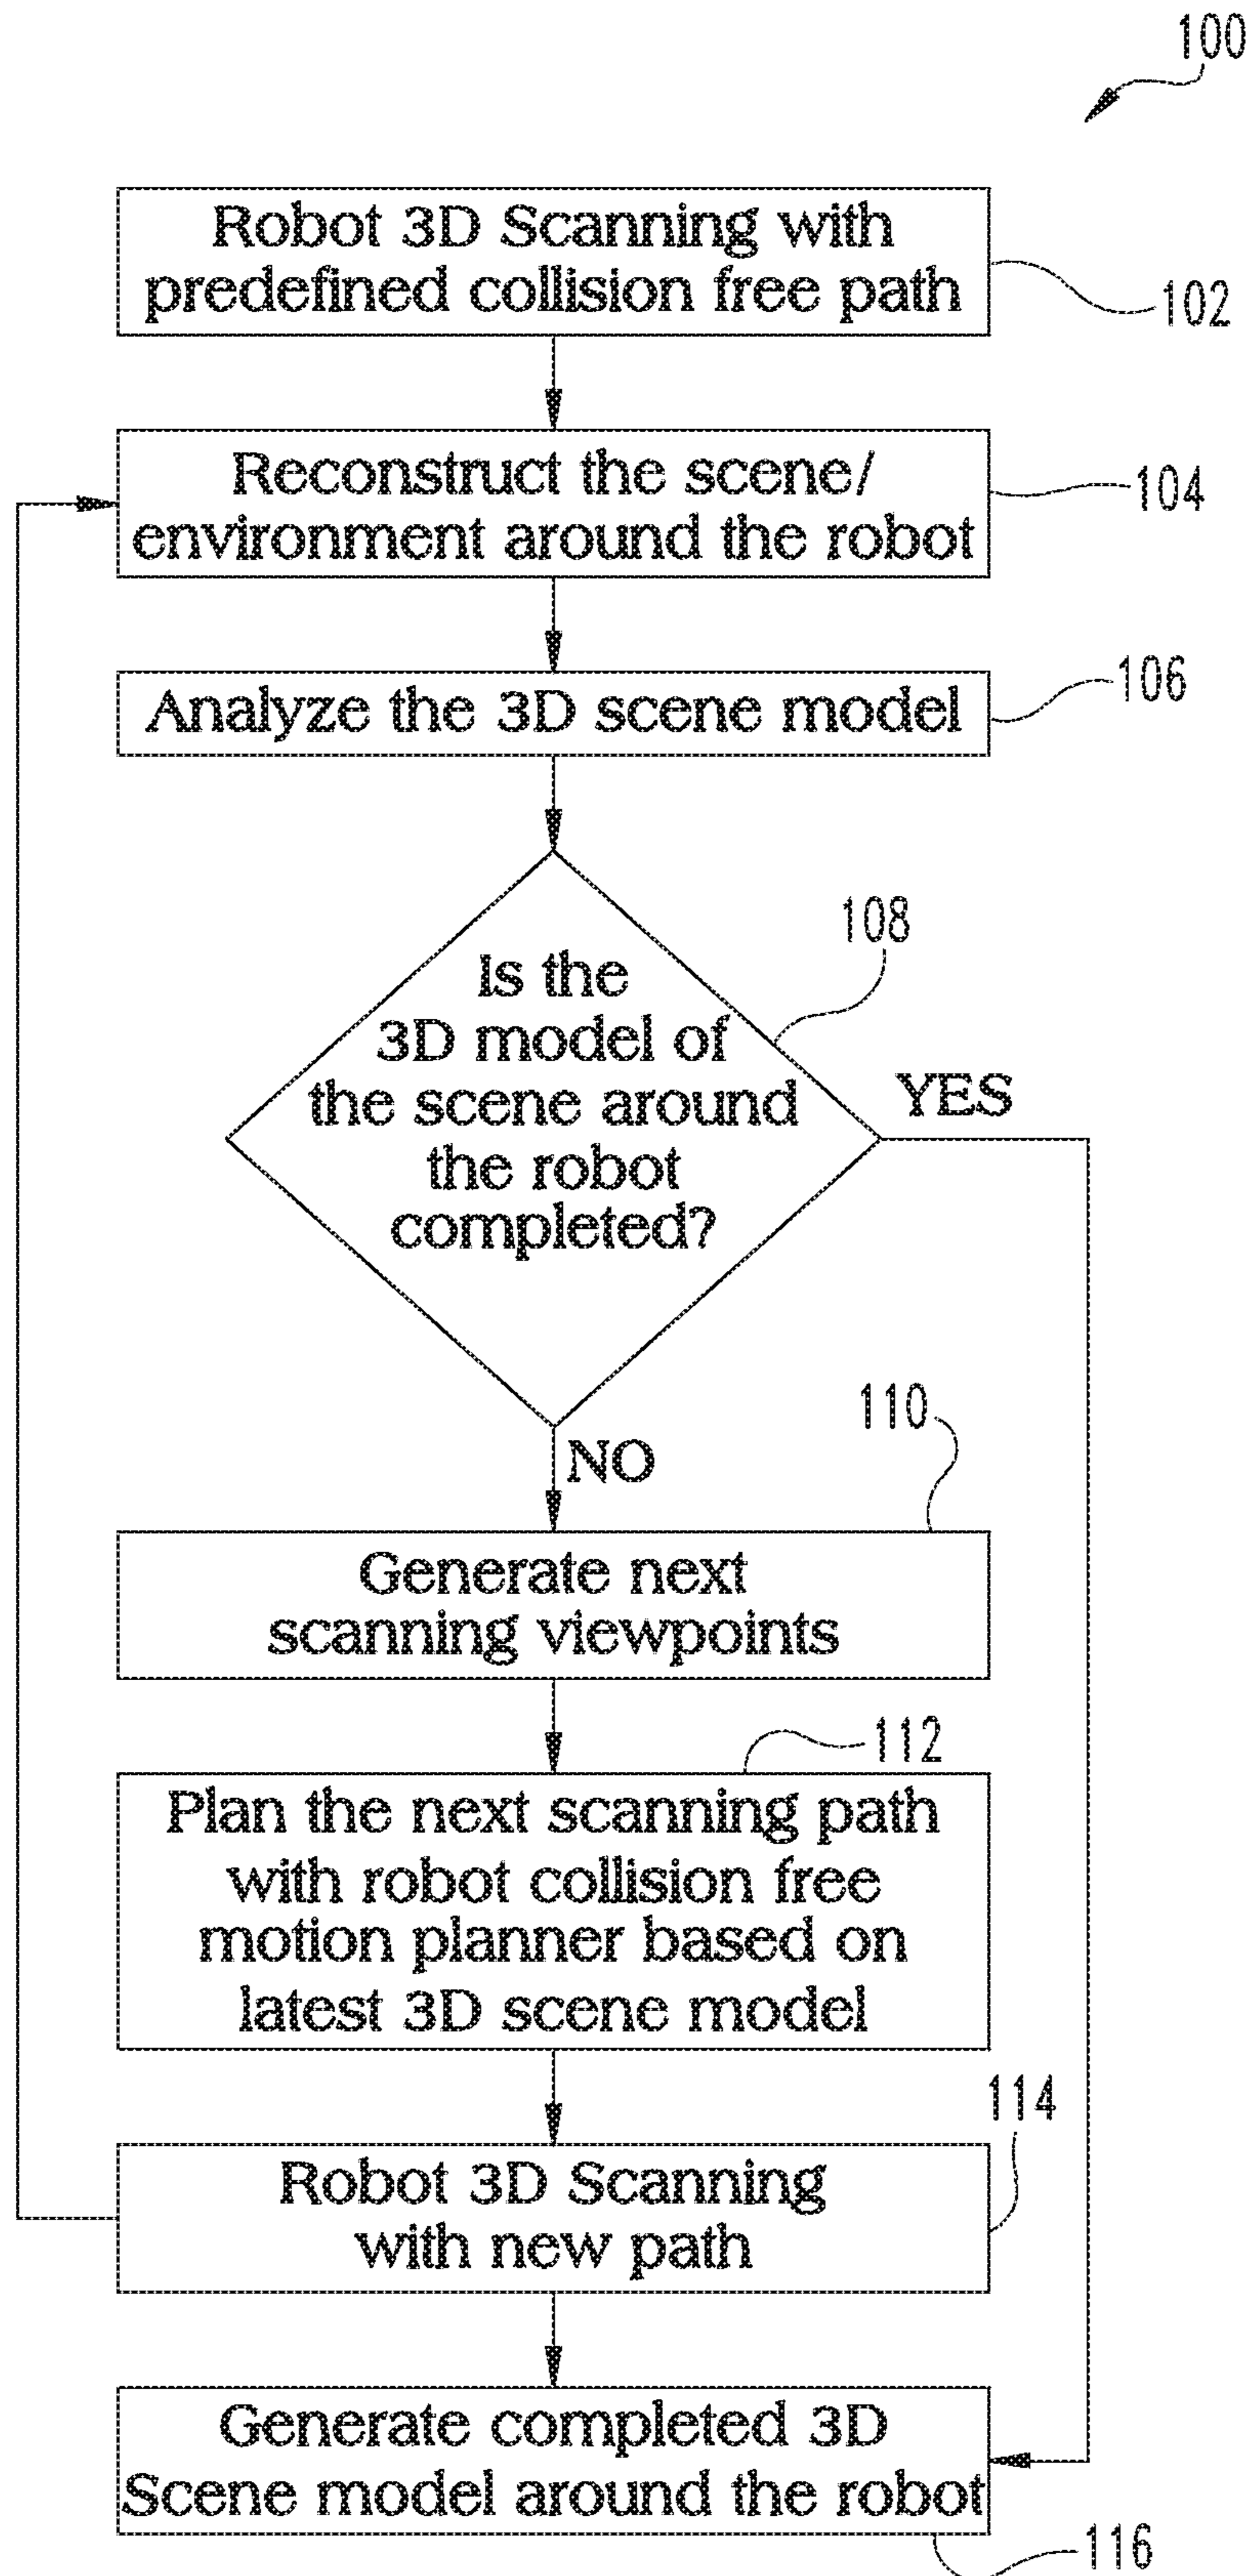 100
Robot 3D Scanning with
predefined collision free path
102
Reconstruct the scene/
environment around the robot
104
Analyze the 3D scene model
106
Is the
3D model of
the scene around
the robot
completed?
108
YES
NO
110
Generate next
scanning viewpoints
112
Plan the next scanning path
with robot collision free
motion planner based on
latest 3D scene model
114
Robot 3D Scanning
with new path
Generate completed 3D
Scene model around the robot
116